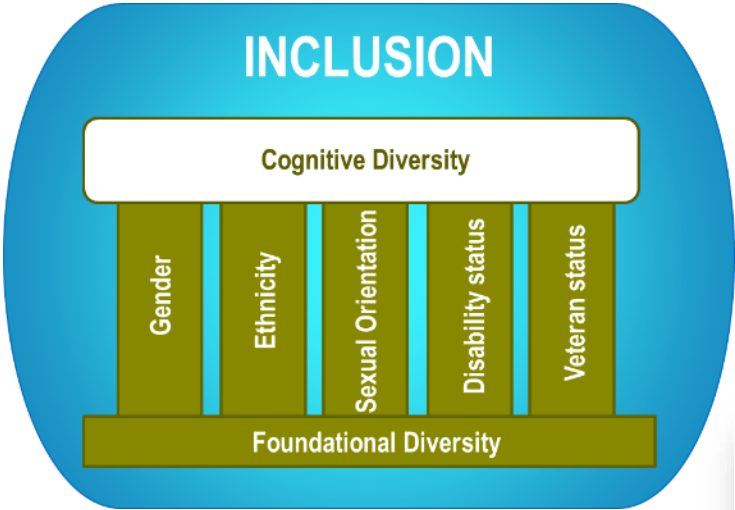 INCLUSION
Cognitive Diversity
Gender
Ethnicity
Sexual Orientation
Disability status
Veteran status
Foundational Diversity